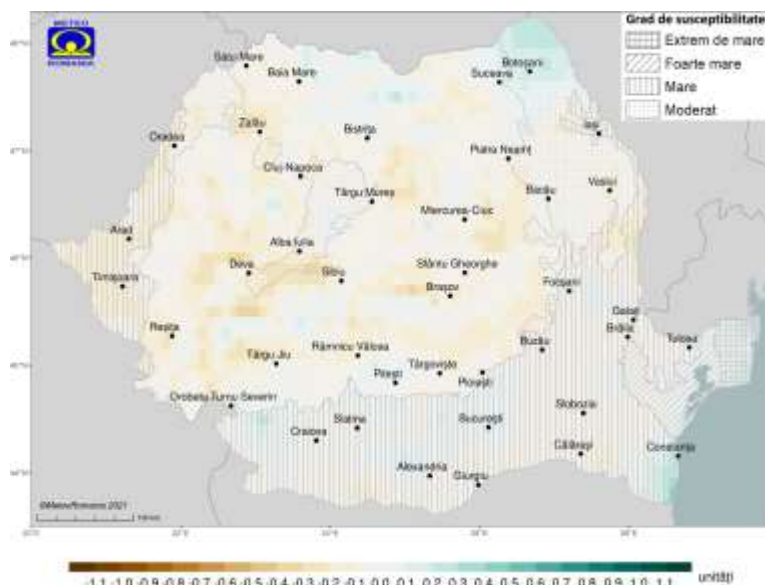 METEO
ROMANIA
Grad de susceptibilitate
Extrem de mare
Foarte mare
Mare
Moderat
Satu Mare
Baia Mare
Suceava
Botoșani
Zalău
Bistrița
Iași
Oradea
Piatra Neamț
Cluj-Napoca
Târgu Mureș
Bacău
Vaslui
Miercurea-Ciuc
Arad
Alba Iulia
Deva
Sibiu
Sfântu Gheorghe
Timișoara
Brașov
Focșani
Galați
Reșița
Brăila
Tulcea
Râmnicu Vâlcea
Buzău
Târgu Jiu
Târgoviște
Pitești
Ploiești
Drobeta Turnu Severin
Slobozia
Slatina
București
Craiova
Călărași
Constanța
Alexandria
Giurgiu
©MeteoRomania 2021
-1.1 -1.0 -0.9 -0.8 -0.7 -0.6 -0.5 -0.4 -0.3 -0.2 -0.1 0.0 0.1 0.2 0.3 0.4 0.5 0.6 0.7 0.8 0.9 1.0 1.1 unități